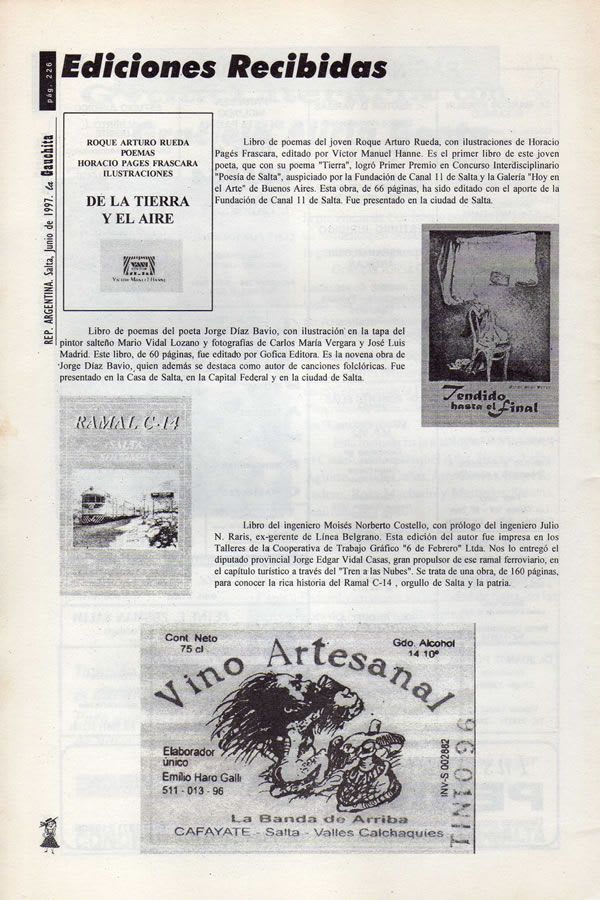 pág. 226
Ediciones Recibidas
REP. ARGENTINA. Salta, Junio de 1997. La Gauchita
ROQUE ARTURO RUEDA
POEMAS
HORACIO PAGES FRASCARA
ILUSTRACIONES
DE LA TIERRA
Y EL AIRE
VICTOR MANUEL HANNE
Libro de poemas del joven Roque Arturo Rueda, con ilustraciones de Horacio
Pagés Frascara, editado por Víctor Manuel Hanne. Es el primer libro de este joven
poeta, que con su poema "Tierra", logró Primer Premio en Concurso Interdisciplinario
"Poesía de Salta", auspiciado por la Fundación de Canal 11 de Salta y la Galería "Hoy en
el Arte" de Buenos Aires. Esta obra, de 66 páginas, ha sido editado con el aporte de la
Fundación de Canal 11 de Salta. Fue presentado en la ciudad de Salta.
Tendido
hasta el final
Libro de poemas del poeta Jorge Díaz Bavio, con ilustración en la tapa del
pintor salteño Mario Vidal Lozano y fotografías de Carlos María Vergara y José Luis
Madrid. Este libro, de 60 páginas, fue editado por Gofica Editora. Es la novena obra de
Jorge Díaz Bavio, quien además se destaca como autor de canciones folclóricas. Fue
presentado en la Casa de Salta, en la Capital Federal y en la ciudad de Salta.
RAMAL C-14
SALTA
SOCOMPA
Libro del ingeniero Moisés Norberto Costello, con prólogo del ingeniero Julio
N. Raris, ex-gerente de Línea Belgrano. Esta edición del autor fue impresa en los
Talleres de la Cooperativa de Trabajo Gráfico "6 de Febrero" Ltda. Nos lo entregó el
diputado provincial Jorge Edgar Vidal Casas, gran propulsor de ese ramal ferroviario, en
el capítulo turístico a través del "Tren a las Nubes". Se trata de una obra, de 160 páginas,
para conocer la rica historia del Ramal C-14 , orgullo de Salta y la patria.
Cont. Neto
75 cl
Gdo. Alcohol
14 10º
Vino Artesanal
Elaborador
único
Emilio Haro Galli
511 - 013 - 96
INV-S 002882
TINTO 96
La Banda de Arriba
CAFAYATE - Salta - Valles Calchaquies